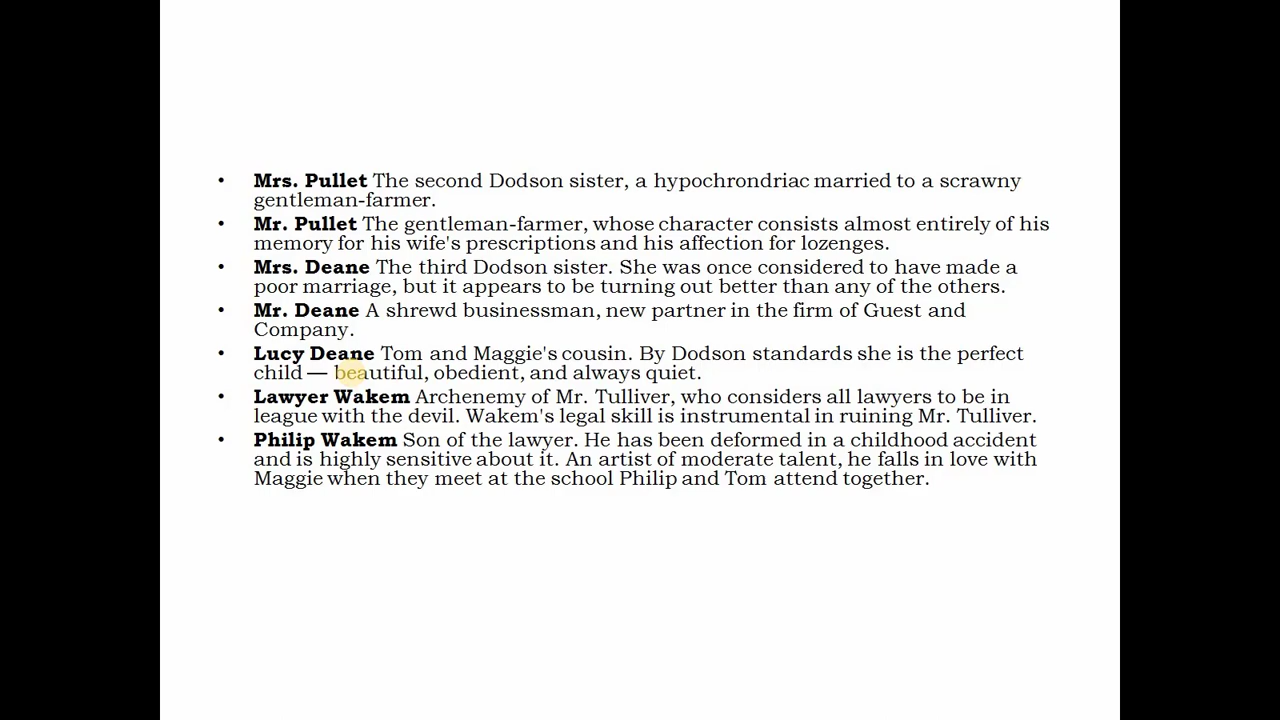 • Mrs. Pullet The second Dodson sister, a hypochrondriac married to a scrawny
gentleman-farmer.
• Mr. Pullet The gentleman-farmer, whose character consists almost entirely of his
memory for his wife's prescriptions and his affection for lozenges.
• Mrs. Deane The third Dodson sister. She was once considered to have made a
poor marriage, but it appears to be turning out better than any of the others.
• Mr. Deane A shrewd businessman, new partner in the firm of Guest and
Company.
• Lucy Deane Tom and Maggie's cousin. By Dodson standards she is the perfect
child — beautiful, obedient, and always quiet.
• Lawyer Wakem Archenemy of Mr. Tulliver, who considers all lawyers to be in
league with the devil. Wakem's legal skill is instrumental in ruining Mr. Tulliver.
• Philip Wakem Son of the lawyer. He has been deformed in a childhood accident
and is highly sensitive about it. An artist of moderate talent, he falls in love with
Maggie when they meet at the school Philip and Tom attend together.